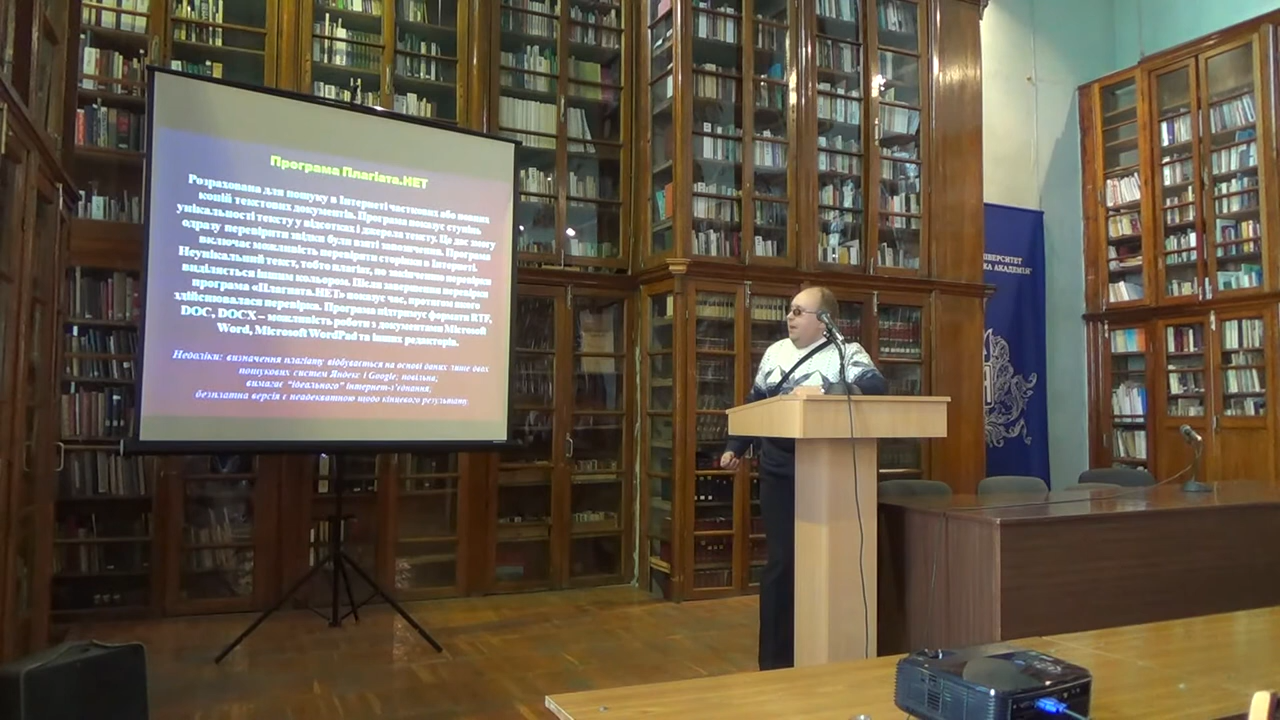 Програма Плагіата.НЕТ
Розрахована для пошуку в Інтернеті часткових або повних
копій текстових документів. Програма показує ступінь
унікальності тексту у відсотках і джерела тексту. Це дає змогу
одразу перевірити звідки були взяті запозичення. Програма
включає можливість перевірити сторінки в Інтернеті.
Неунікальний текст, тобто плагіат, по закінченню перевірки
виділяється іншим кольором. Після завершення перевірки
програма «Плагиата.НЕТ» показує час, протягом якого
здійснювалася перевірка. Програма підтримує формати RTF,
DOC, DOCX – можливість роботи з документами Microsoft
Word, Microsoft WordPad та інших редакторів.
Недоліки: визначення плагіату відбувається на основі даних лише двох
пошукових систем Яндекс і Google; повільна;
вимагає “ідеального” інтернет-з'єднання;
безплатна версія є неадекватною щодо кінцевого результату
ІВЕРСИТЕТ
КА АКАДЕМІЯ"